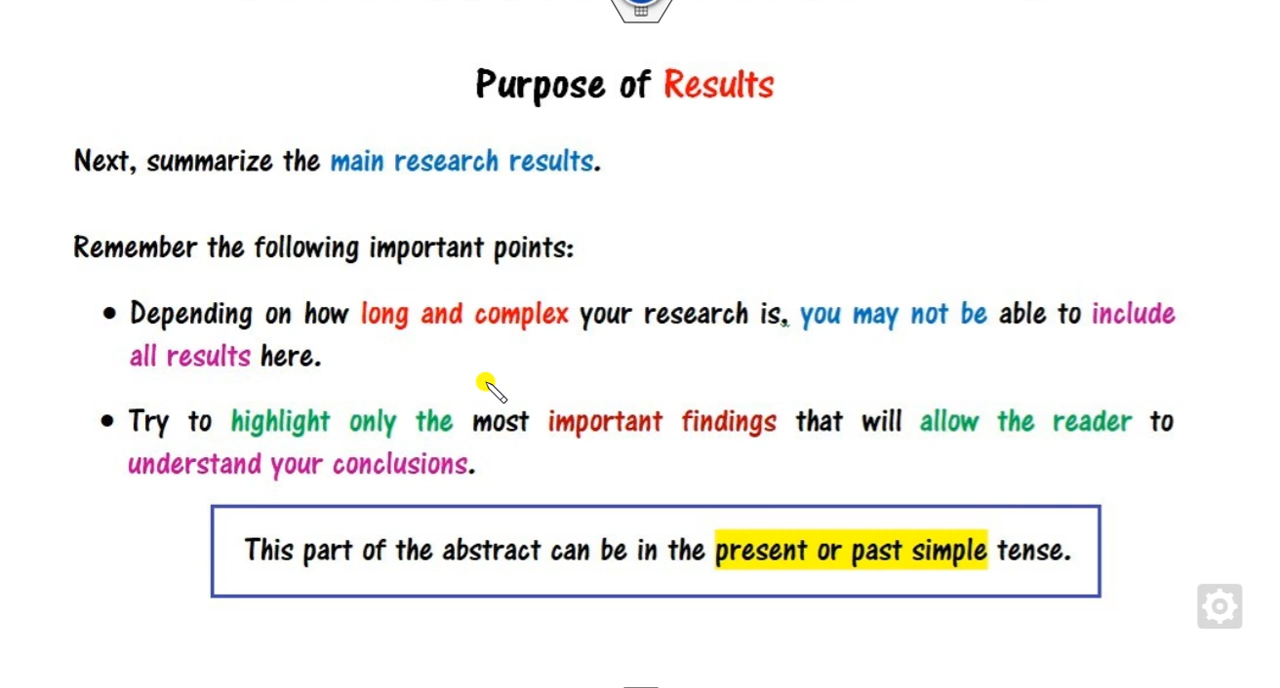 Purpose of Results
Next, summarize the main research results.
Remember the following important points:
• Depending on how long and complex your research is, you may not be able to include
all results here.
• Try to highlight only the most important findings that will allow the reader to
understand your conclusions.
This part of the abstract can be in the present or past simple tense.